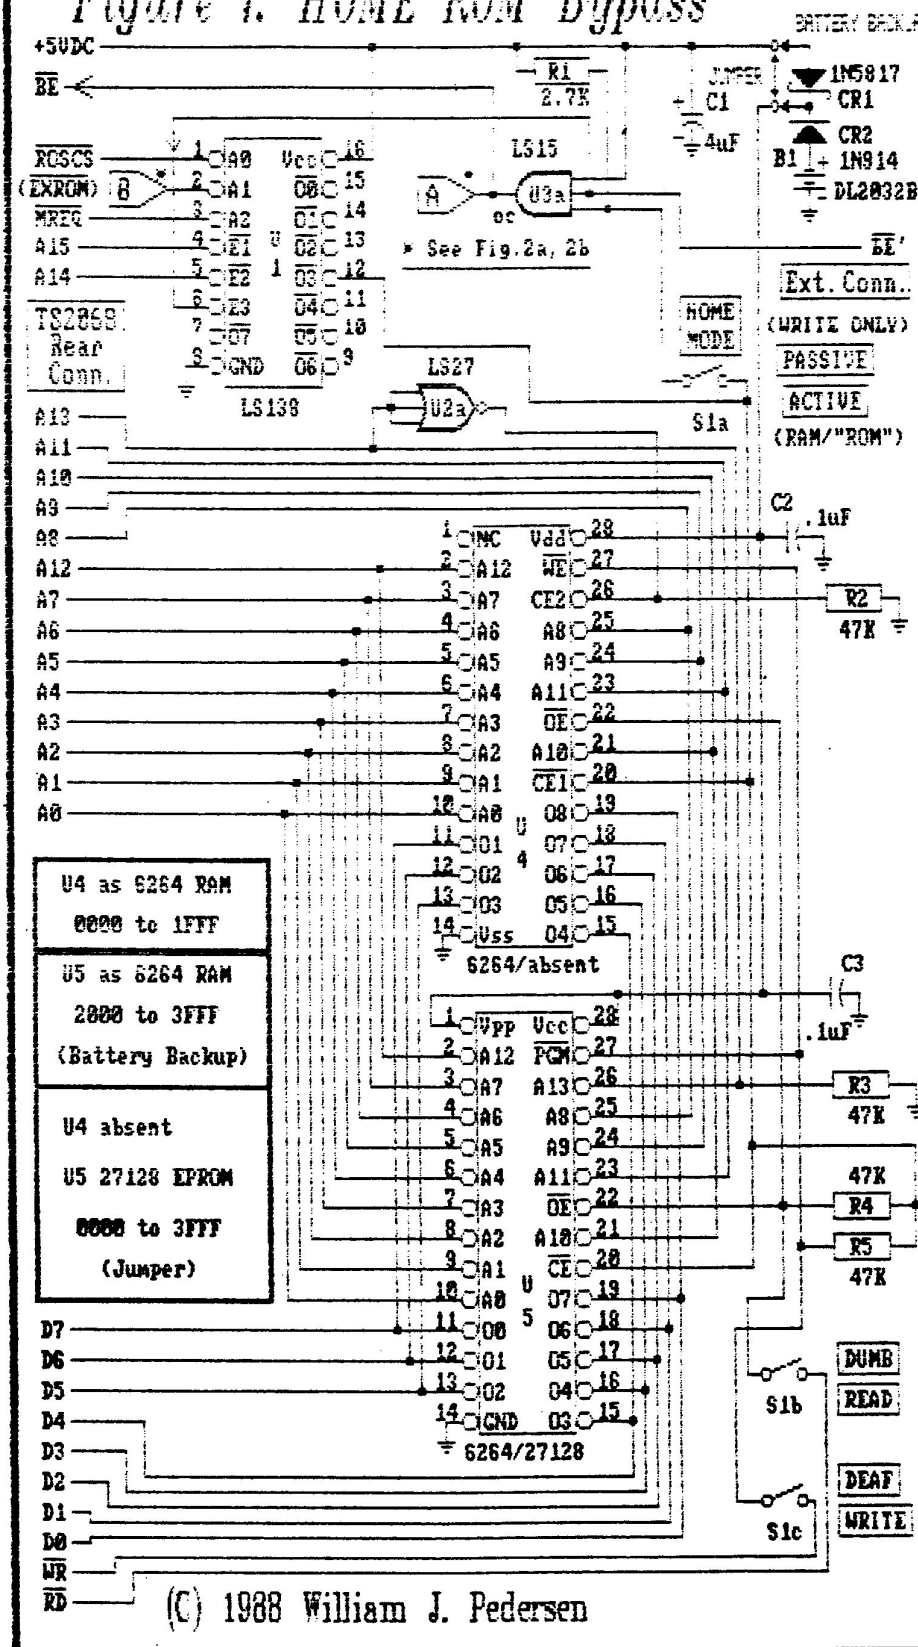 Figure 1. HOME ROM Bypass
BATTERY BACKUP
+5VDC
BE
R1
2.7K
JUMPER
C1
4uF
1N5817
CR1
CR2
1N914
B1
+
DL2032B
LS15
U3a
OC
A
B
* See Fig.2a, 2b
BE'
Ext. Conn.
(WRITE ONLY)
PASSIVE
ACTIVE
(RAM/"ROM")
HOME
MODE
S1a
ROSCS
(EXROM)
MREQ
A15
A14
TS2068
Rear
Conn.
1 A0 Vcc 16
2 A1 O0 15
3 A2 O1 14
4 E1 O2 13
5 E2 O3 12
6 E3 O4 11
7 O7 O5 10
8 GND O6 9
U
1
LS138
LS27
U2a
A13
A11
A10
A9
A8
A12
A7
A6
A5
A4
A3
A2
A1
A0
1 NC Vdd 28
2 A12 WE 27
3 A7 CE2 26
4 A6 A8 25
5 A5 A9 24
6 A4 A11 23
7 A3 OE 22
8 A2 A10 21
9 A1 CE1 20
10 A0 O8 19
11 O1 O7 18
12 O2 O6 17
13 O3 O5 16
14 Vss O4 15
U
4
6264/absent
C2
.1uF
R2
47K
U4 as 6264 RAM
0000 to 1FFF
U5 as 6264 RAM
2000 to 3FFF
(Battery Backup)
U4 absent
U5 27128 EPROM
0000 to 3FFF
(Jumper)
C3
.1uF
1 Vpp Vcc 28
2 A12 PGM 27
3 A7 A13 26
4 A6 A8 25
5 A5 A9 24
6 A4 A11 23
7 A3 OE 22
8 A2 A10 21
9 A1 CE 20
10 A0 O7 19
11 O0 O6 18
12 O1 O5 17
13 O2 O4 16
14 GND O3 15
U
5
6264/27128
R3
47K
47K
R4
R5
47K
D7
D6
D5
D4
D3
D2
D1
D0
WR
RD
S1b
DUMB
READ
S1c
DEAF
WRITE
(C) 1988 William J. Pedersen